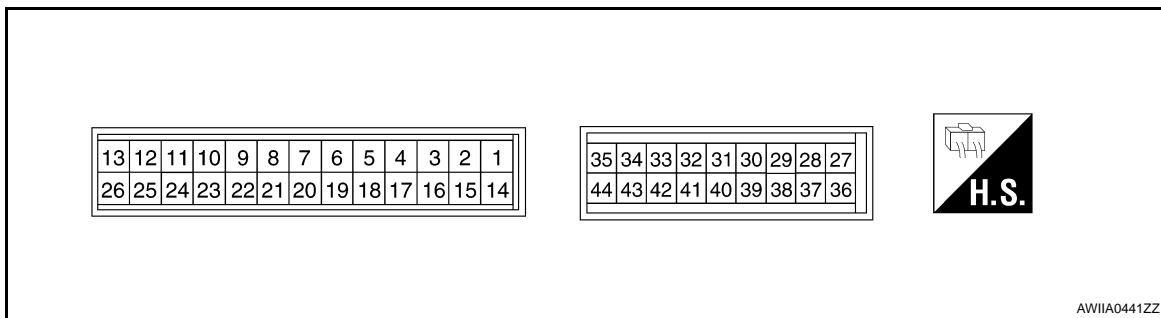 13 12 11 10 9 8 7 6 5 4 3 2 1
26 25 24 23 22 21 20 19 18 17 16 15 14
35 34 33 32 31 30 29 28 27
44 43 42 41 40 39 38 37 36
H.S.
AWIIA0441ZZ